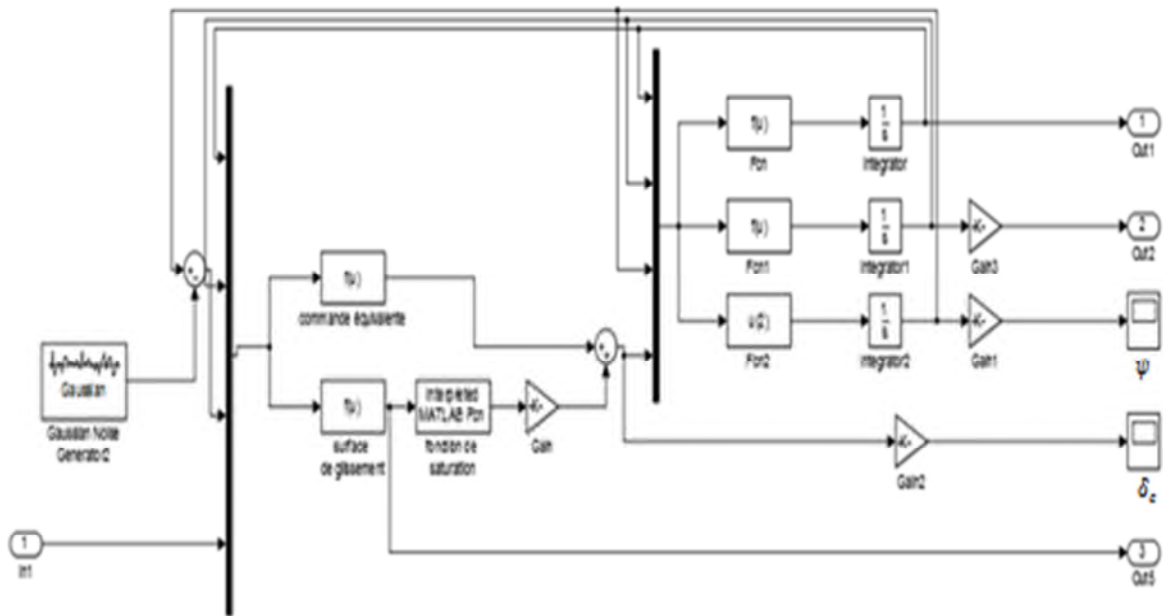 f(u)
Fcn
1
s
Integrator
1
Out1
f(u)
Fcn1
1
s
Integrator1
-K-
Gain3
2
Out2
f(u)
commande équivalente
u(2)
Fcn2
1
s
Integrator2
-K-
Gain1
ψ
Gaussian
Gaussian Noise
Generator2
f(u)
surface
de glissement
Interpreted
MATLAB Fcn
fonction de
saturation
-K-
Gain
-K-
Gain2
δc
1
In1
3
Out5